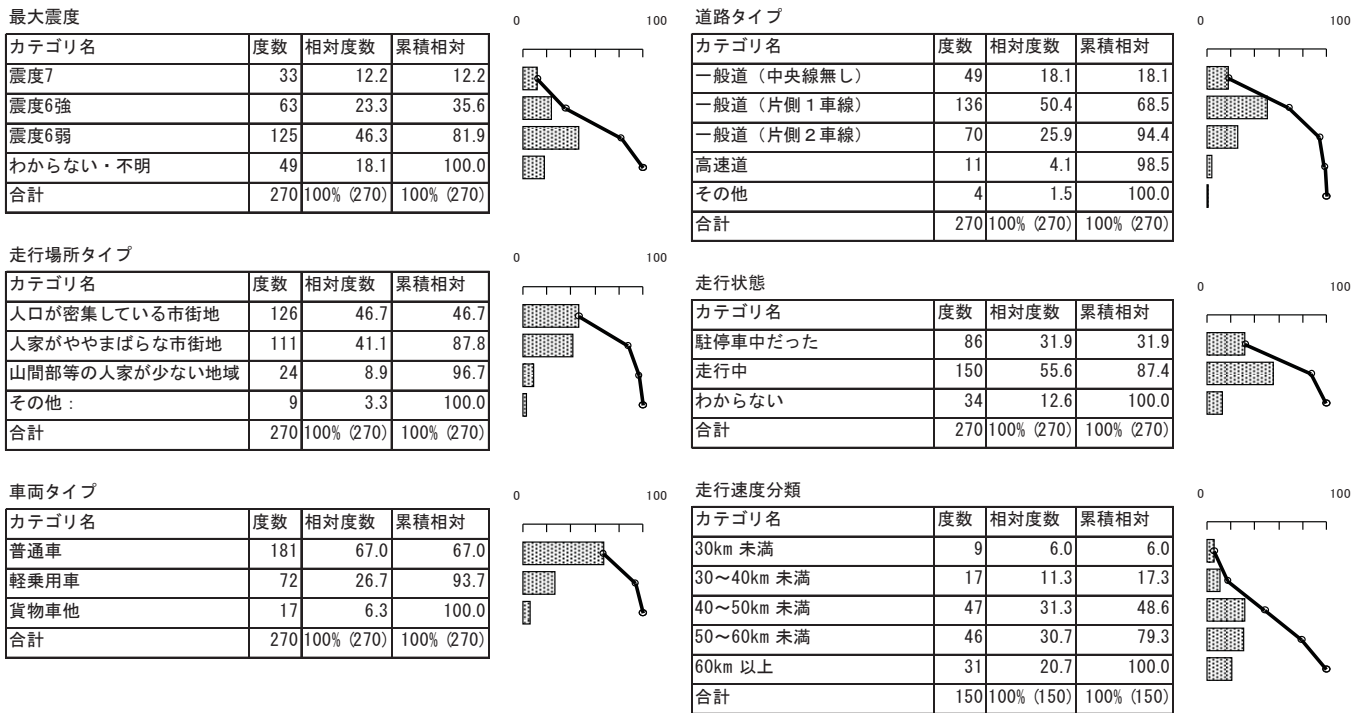 最大震度
0 100
カテゴリ名 度数 相対度数 累積相対
震度7 33 12.2 12.2
震度6強 63 23.3 35.6
震度6弱 125 46.3 81.9
わからない・不明 49 18.1 100.0
合計 270 100% (270) 100% (270)
走行場所タイプ
0 100
カテゴリ名 度数 相対度数 累積相対
人口が密集している市街地 126 46.7 46.7
人家がややまばらな市街地 111 41.1 87.8
山間部等の人家が少ない地域 24 8.9 96.7
その他： 9 3.3 100.0
合計 270 100% (270) 100% (270)
車両タイプ
0 100
カテゴリ名 度数 相対度数 累積相対
普通車 181 67.0 67.0
軽乗用車 72 26.7 93.7
貨物車他 17 6.3 100.0
合計 270 100% (270) 100% (270)
道路タイプ
0 100
カテゴリ名 度数 相対度数 累積相対
一般道（中央線無し） 49 18.1 18.1
一般道（片側１車線） 136 50.4 68.5
一般道（片側２車線） 70 25.9 94.4
高速道 11 4.1 98.5
その他 4 1.5 100.0
合計 270 100% (270) 100% (270)
走行状態
0 100
カテゴリ名 度数 相対度数 累積相対
駐停車中だった 86 31.9 31.9
走行中 150 55.6 87.4
わからない 34 12.6 100.0
合計 270 100% (270) 100% (270)
走行速度分類
0 100
カテゴリ名 度数 相対度数 累積相対
30km 未満 9 6.0 6.0
30～40km 未満 17 11.3 17.3
40～50km 未満 47 31.3 48.6
50～60km 未満 46 30.7 79.3
60km 以上 31 20.7 100.0
合計 150 100% (150) 100% (150)